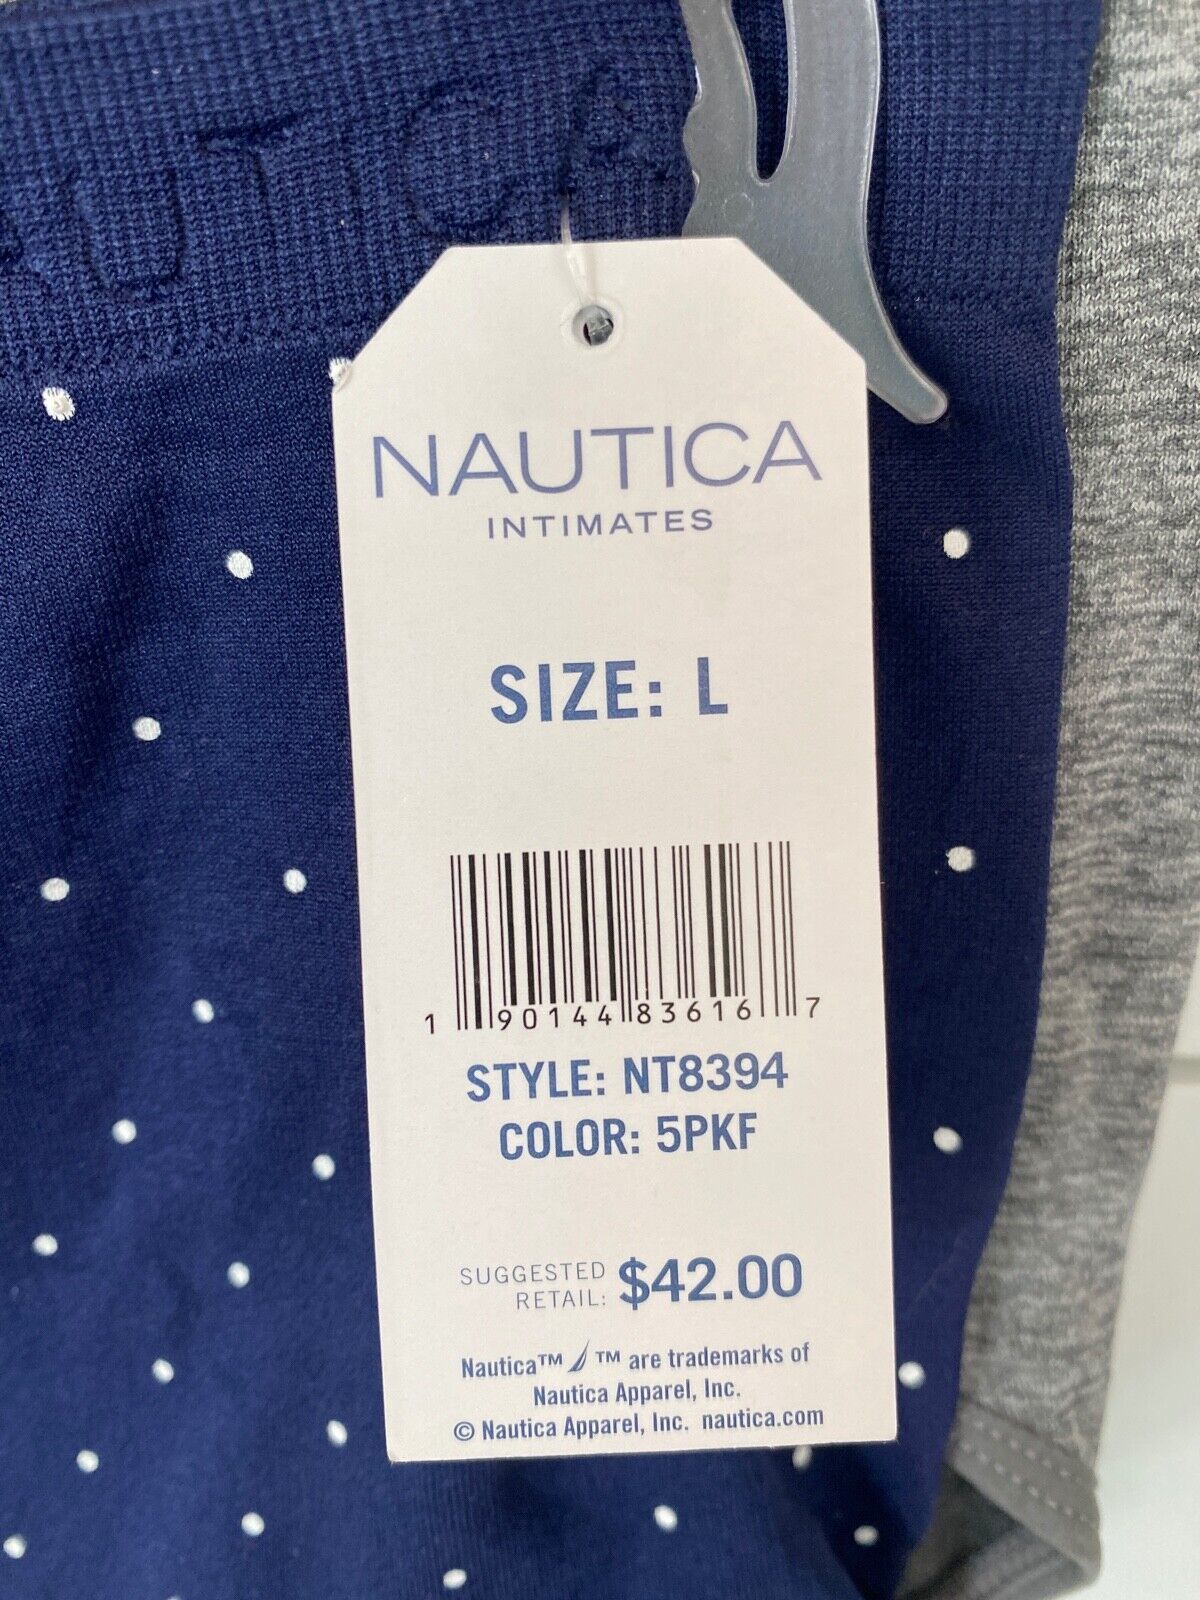 AUTICA
NAUTICA
INTIMATES
SIZE: L
1 90144 83616 7
STYLE: NT8394
COLOR: 5PKF
SUGGESTED
RETAIL: $42.00
Nautica™ ™ are trademarks of
Nautica Apparel, Inc.
© Nautica Apparel, Inc. nautica.com